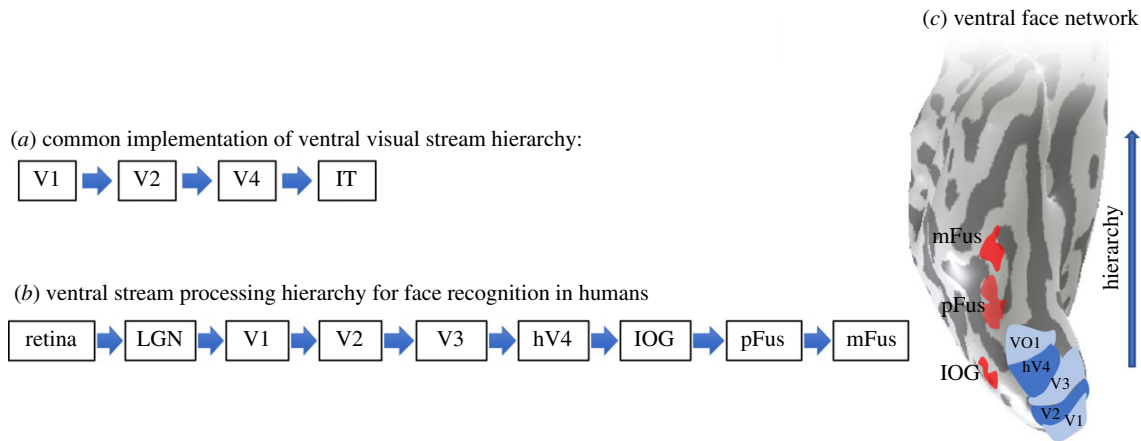 (c) ventral face network
(a) common implementation of ventral visual stream hierarchy:
V1 V2 V4 IT
(b) ventral stream processing hierarchy for face recognition in humans
retina LGN V1 V2 V3 hV4 IOG pFus mFus
mFus
pFus
IOG
VO1
hV4
V3
V2
V1
hierarchy